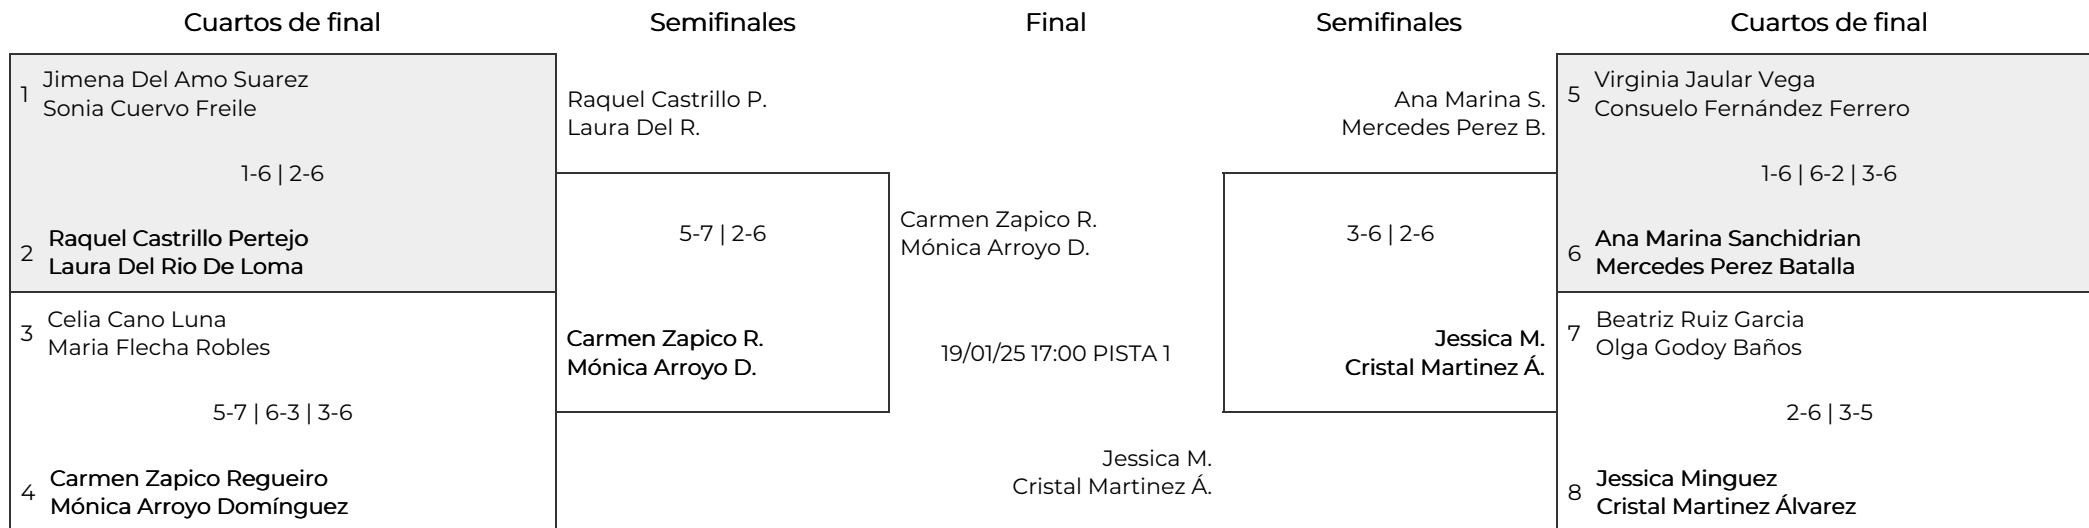 Cuartos de final
Semifinales
Final
Semifinales
Cuartos de final
1
Jimena Del Amo Suarez
Sonia Cuervo Freile
1-6 | 2-6
2
Raquel Castrillo Pertejo
Laura Del Rio De Loma
3
Celia Cano Luna
Maria Flecha Robles
5-7 | 6-3 | 3-6
4
Carmen Zapico Regueiro
Mónica Arroyo Domínguez
Raquel Castrillo P.
Laura Del R.
5-7 | 2-6
Carmen Zapico R.
Mónica Arroyo D.
Carmen Zapico R.
Mónica Arroyo D.
19/01/25 17:00 PISTA 1
Jessica M.
Cristal Martinez Á.
Ana Marina S.
Mercedes Perez B.
3-6 | 2-6
Jessica M.
Cristal Martinez Á.
5
Virginia Jaular Vega
Consuelo Fernández Ferrero
1-6 | 6-2 | 3-6
6
Ana Marina Sanchidrian
Mercedes Perez Batalla
7
Beatriz Ruiz Garcia
Olga Godoy Baños
2-6 | 3-5
8
Jessica Minguez
Cristal Martinez Álvarez